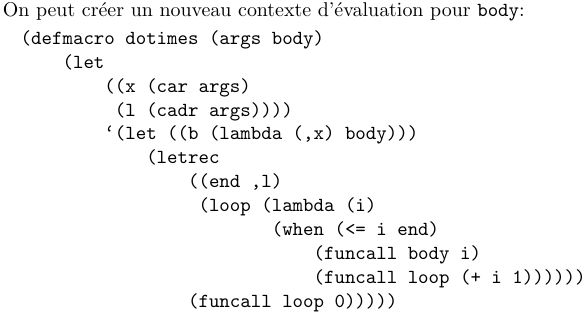 On peut créer un nouveau contexte d'évaluation pour body:
(defmacro dotimes (args body)
(let
((x (car args)
(l (cadr args))))
‘(let ((b (lambda (,x) body)))
(letrec
((end ,l)
(loop (lambda (i)
(when (<= i end)
(funcall body i)
(funcall loop (+ i 1))))))
(funcall loop 0)))))